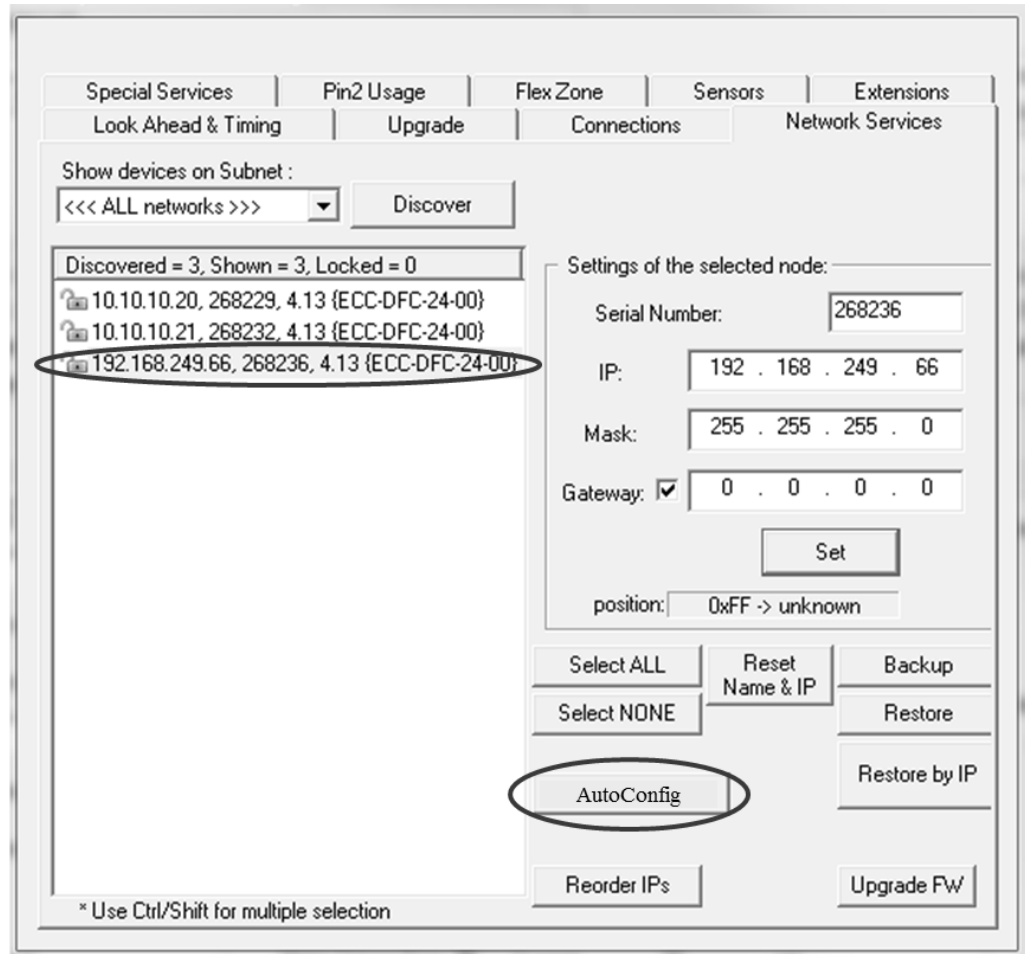 Special Services Pin2 Usage Flex Zone Sensors Extensions
Look Ahead & Timing Upgrade Connections Network Services
Show devices on Subnet :
<<< ALL networks >>> Discover
Discovered = 3, Shown = 3, Locked = 0
10.10.10.20, 268229, 4.13 {ECC-DFC-24-00}
10.10.10.21, 268232, 4.13 {ECC-DFC-24-00}
192.168.249.66, 268236, 4.13 {ECC-DFC-24-00}
* Use Ctrl/Shift for multiple selection
Settings of the selected node:
Serial Number: 268236
IP: 192 . 168 . 249 . 66
Mask: 255 . 255 . 255 . 0
Gateway: 0 . 0 . 0 . 0
Set
position: 0xFF -> unknown
Select ALL
Select NONE
Reset
Name & IP
Backup
Restore
AutoConfig
Restore by IP
Reorder IPs
Upgrade FW